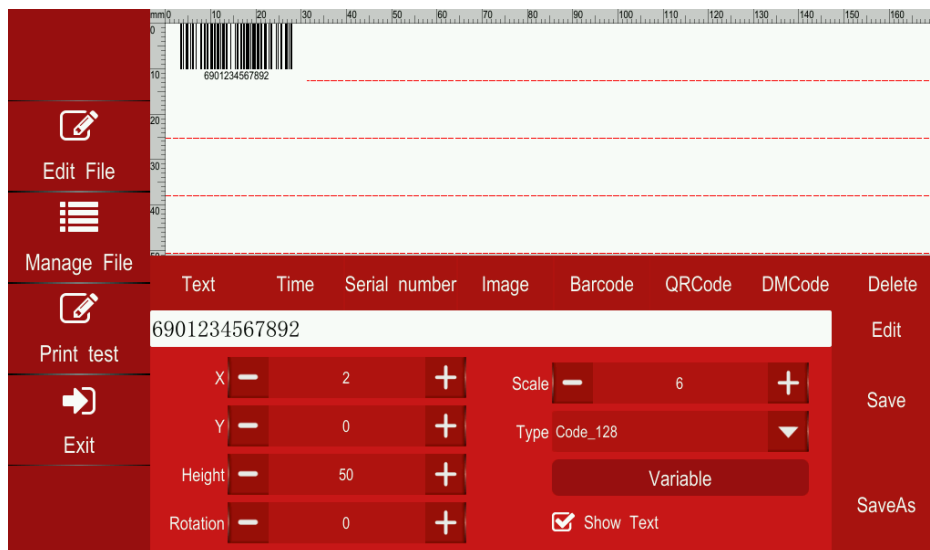 mm0 10 20 30 40 50 60 70 80 90 100 110 120 130 140 150 160
0
6901234567892
10
20
Edit File
30
40
Manage File
Text Time Serial number Image Barcode QRCode DMCode Delete
6901234567892 Edit
Print test
X 2 Scale 6
Save
Y 0 Type Code_128
Exit
Height 50 Variable
SaveAs
Rotation 0 Show Text